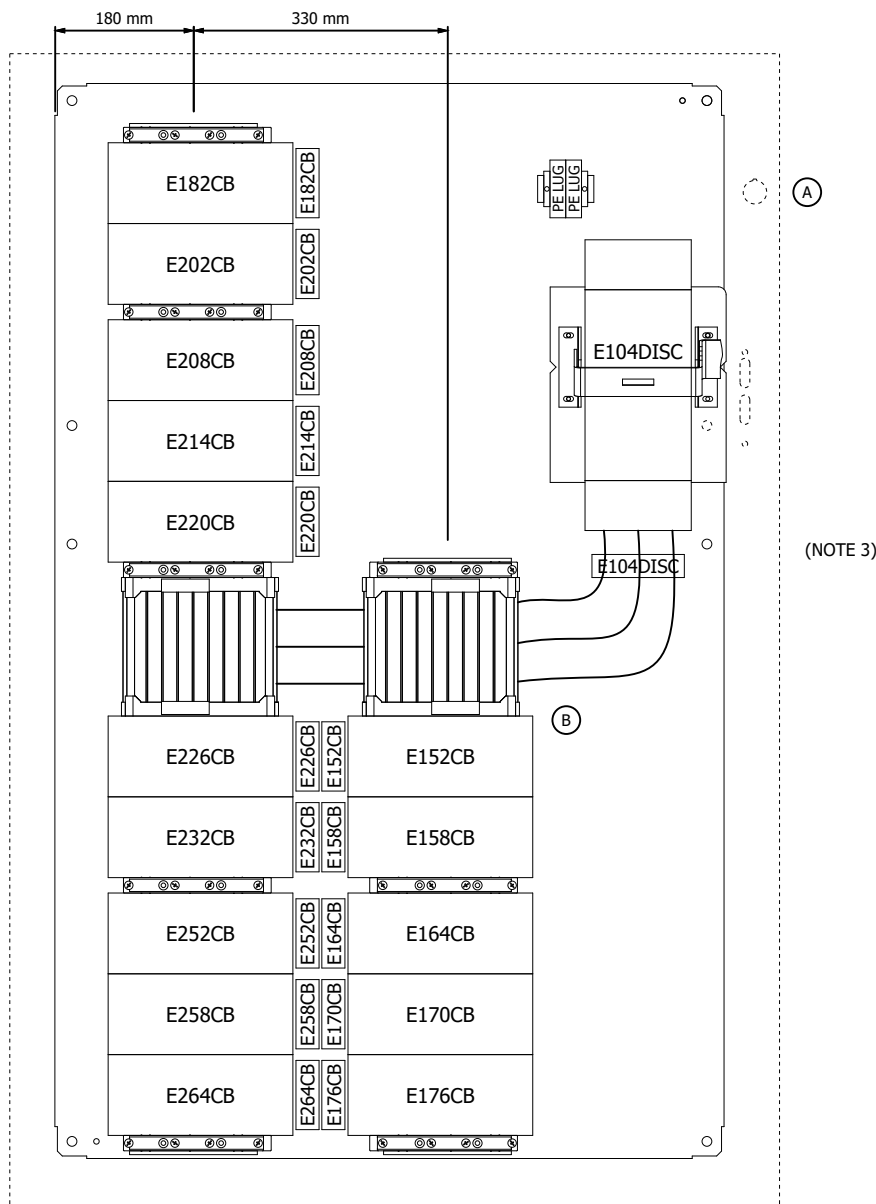 180 mm 330 mm
E182CB E182CB
PE LUG PE LUG
A
E202CB E202CB
E208CB E208CB
E104DISC
E214CB E214CB
E220CB E220CB
(NOTE 3)
E104DISC
B
E226CB E226CB E152CB E152CB
E232CB E232CB E158CB E158CB
E252CB E252CB E164CB E164CB
E258CB E258CB E170CB E170CB
E264CB E264CB E176CB E176CB